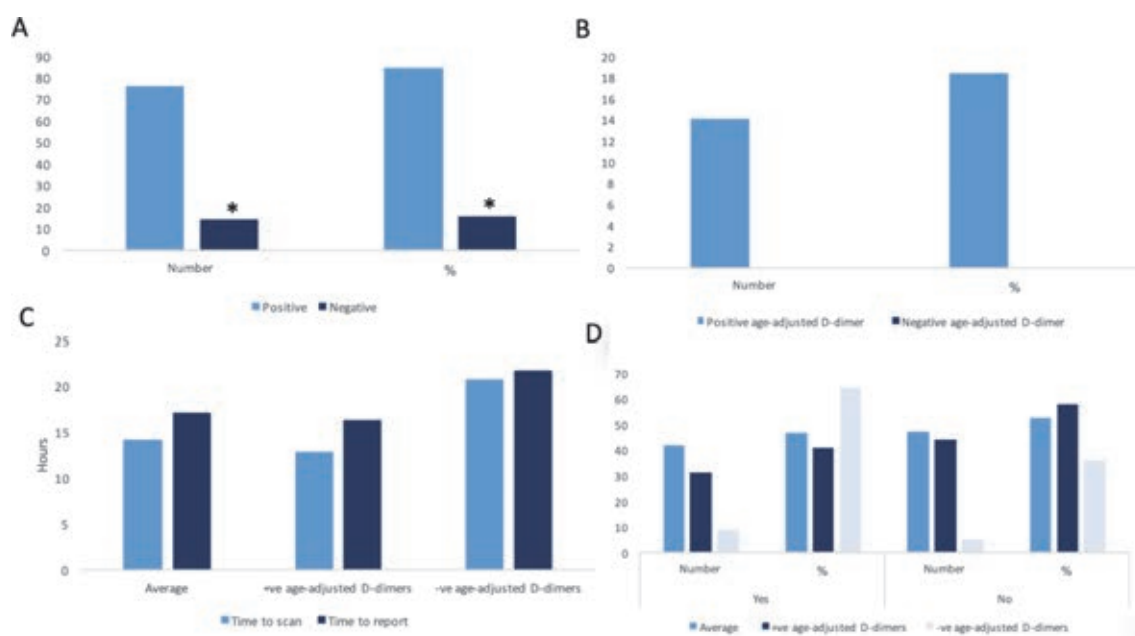 A
90
80
70
60
50
40
30
20
10
0
*
*
Number
%
Positive
Negative
B
20
18
16
14
12
10
8
6
4
2
0
Number
%
Positive age-adjusted D-dimer
Negative age-adjusted D-dimer
C
25
20
15
10
5
0
Hours
Average
+ve age-adjusted D-dimers
-ve age-adjusted D-dimers
Time to scan
Time to report
D
70
60
50
40
30
20
10
0
Number
%
Number
%
Yes
No
Average
+ve age-adjusted D-dimers
-ve age-adjusted D-dimers